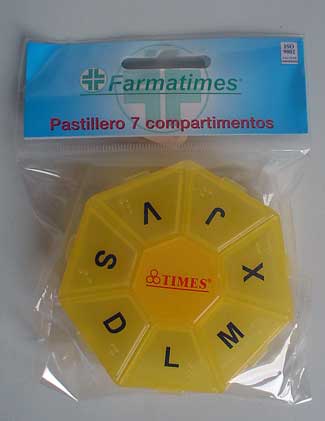 ISO
9001
Farmatimes®
Pastillero 7 compartimentos
TIMES®
L
M
X
J
V
S
D